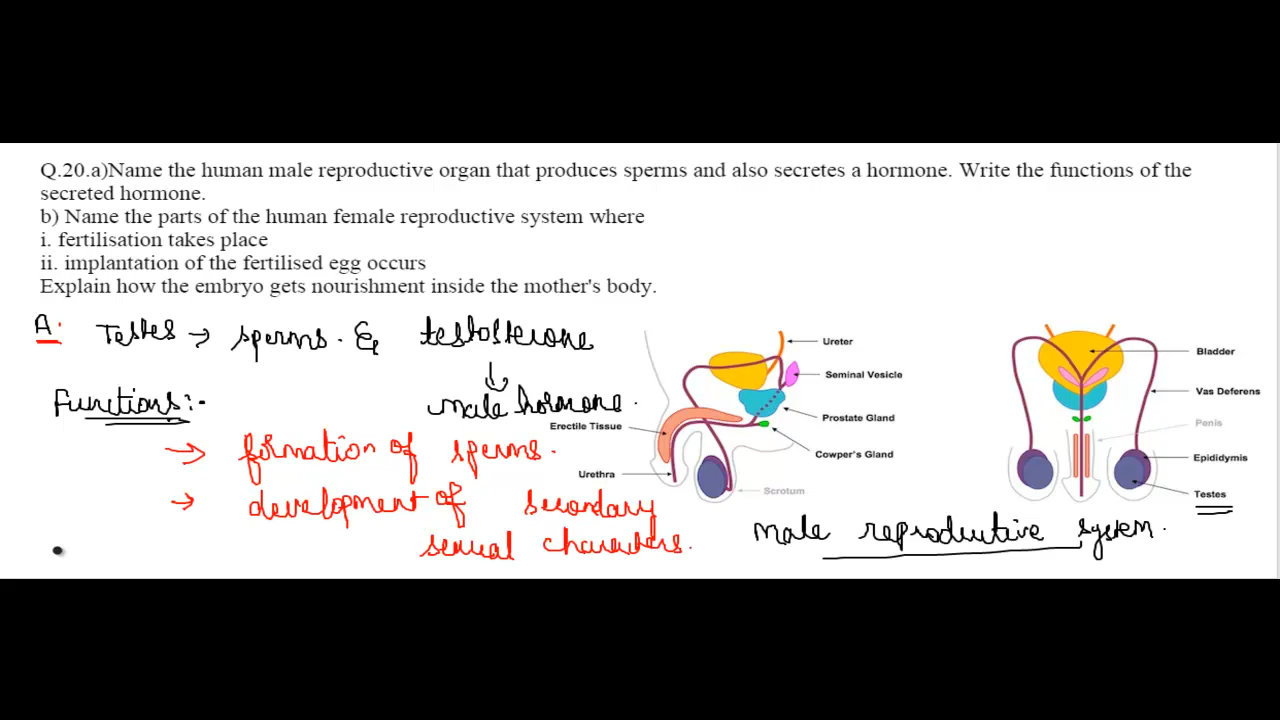 Q.20.a)Name the human male reproductive organ that produces sperms and also secretes a hormone. Write the functions of the
secreted hormone.
b) Name the parts of the human female reproductive system where
i. fertilisation takes place
ii. implantation of the fertilised egg occurs
Explain how the embryo gets nourishment inside the mother's body.
A. Testes → sperms. & testosterone
↓
male hormone.
Functions:-
→ formation of sperms.
→ development of secondary
sexual characters.
Ureter
Seminal Vesicle
Prostate Gland
Cowper's Gland
Erectile Tissue
Urethra
Scrotum
Bladder
Vas Deferens
Penis
Epididymis
Testes
male reproductive system.